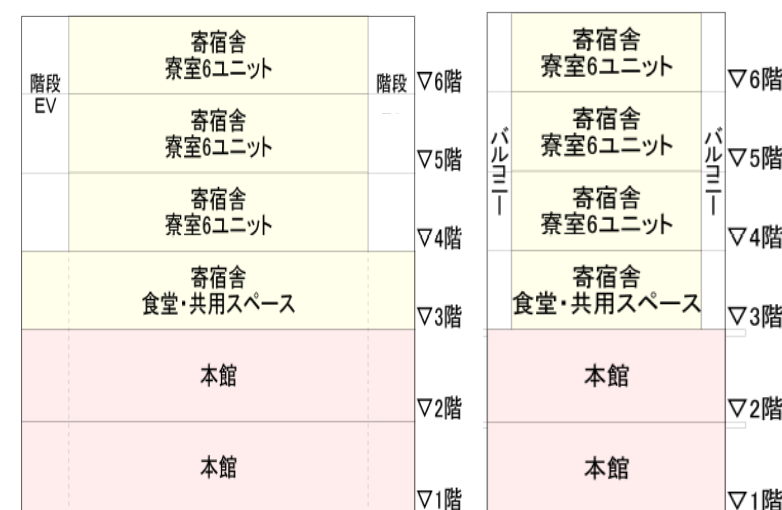 寄宿舎
寮室6ユニット
階段
EV
階段
▽6階
寄宿舎
寮室6ユニット
▽5階
寄宿舎
寮室6ユニット
▽4階
寄宿舎
食堂・共用スペース
▽3階
本館
▽2階
本館
▽1階
寄宿舎
寮室6ユニット
▽6階
バルコニー
寄宿舎
寮室6ユニット
バルコニー
▽5階
寄宿舎
寮室6ユニット
▽4階
寄宿舎
食堂・共用スペース
▽3階
本館
▽2階
本館
▽1階